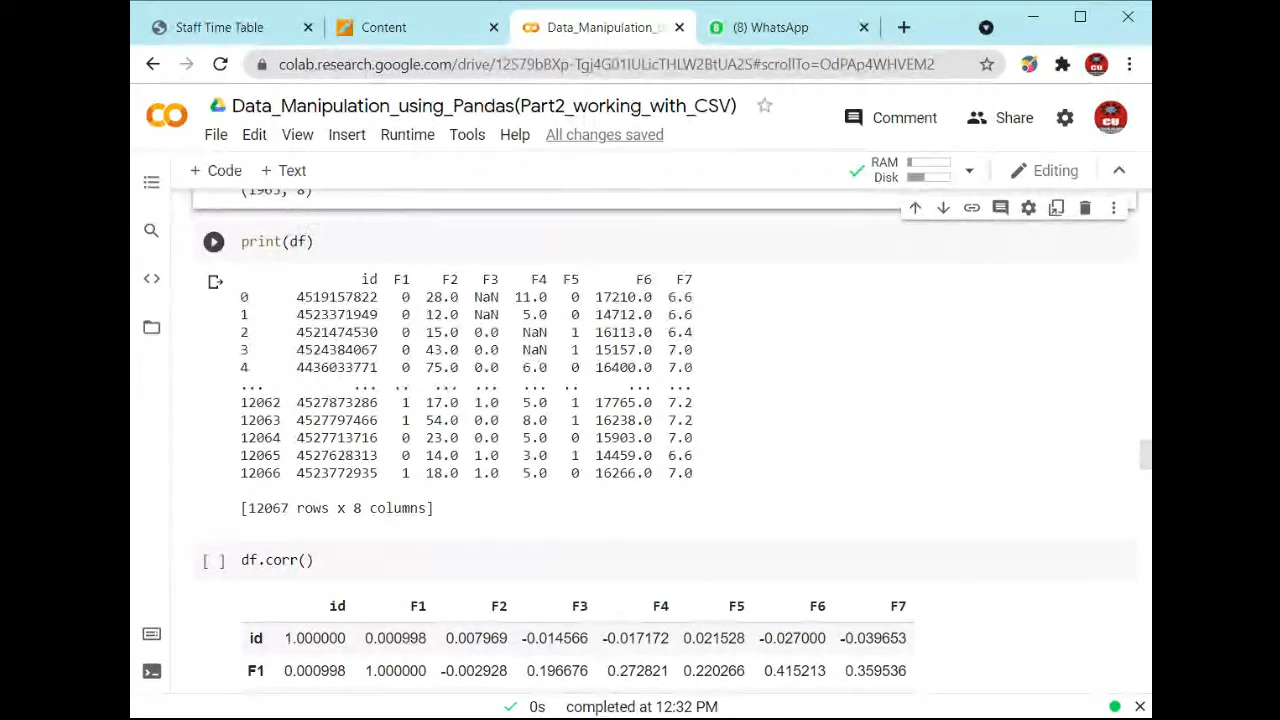 Staff Time Table
Content
Data_Manipulation_
(8) WhatsApp
colab.research.google.com/drive/12S79b8Xp-Tgj4G01lULicTHLW2BtUA2S#scrollTo=OdPAp4WHVEM2
CO
Data_Manipulation_using_Pandas(Part2_working_with_CSV)
Comment
Share
CU
File Edit View Insert Runtime Tools Help All changes saved
+ Code + Text
RAM
Disk
Editing
(1965, 8)
print(df)
id F1 F2 F3 F4 F5 F6 F7
0 4519157822 0 28.0 NaN 11.0 0 17210.0 6.6
1 4523371949 0 12.0 NaN 5.0 0 14712.0 6.6
2 4521474530 0 15.0 0.0 NaN 1 16113.0 6.4
3 4524384067 0 43.0 0.0 NaN 1 15157.0 7.0
4 4436033771 0 75.0 0.0 6.0 0 16400.0 7.0
... ... .. ... ... ... .. ... ...
12062 4527873286 1 17.0 1.0 5.0 1 17765.0 7.2
12063 4527797466 1 54.0 0.0 8.0 1 16238.0 7.2
12064 4527713716 0 23.0 0.0 5.0 0 15903.0 7.0
12065 4527628313 0 14.0 1.0 3.0 1 14459.0 6.6
12066 4523772935 1 18.0 1.0 5.0 0 16266.0 7.0
[12067 rows x 8 columns]
[ ] df.corr()
id F1 F2 F3 F4 F5 F6 F7
id 1.000000 0.000998 0.007969 -0.014566 -0.017172 0.021528 -0.027000 -0.039653
F1 0.000998 1.000000 -0.002928 0.196676 0.272821 0.220266 0.415213 0.359536
0s completed at 12:32 PM